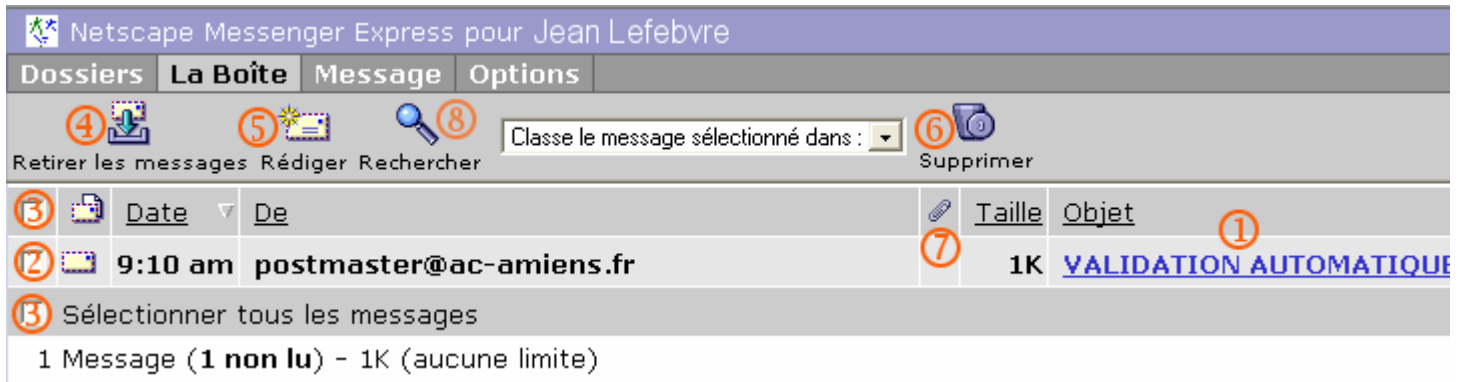 Netscape Messenger Express pour Jean Lefebvre
Dossiers La Boîte Message Options
4 5 8 Classe le message sélectionné dans : 6
Retirer les messages Rédiger Rechercher Supprimer
3 Date De Taille Objet 1
2 9:10 am postmaster@ac-amiens.fr 7 1K VALIDATION AUTOMATIQUE
3 Sélectionner tous les messages
1 Message (1 non lu) - 1K (aucune limite)